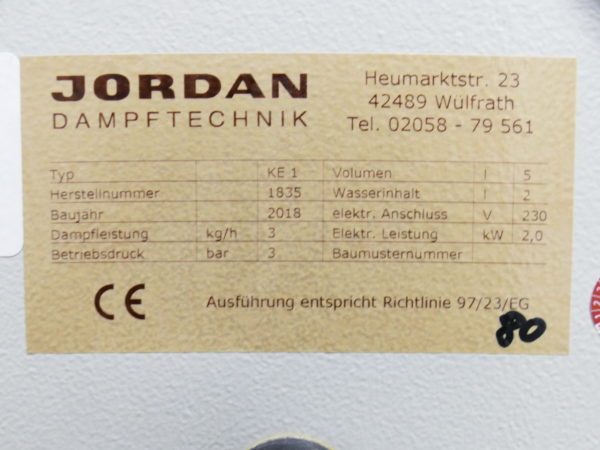 JORDAN
DAMPFTECHNIK
Heumarktstr. 23
42489 Wülfrath
Tel. 02058 - 79 561
Typ KE 1 Volumen l 5
Herstellnummer 1835 Wasserinhalt l 2
Baujahr 2018 elektr. Anschluss V 230
Dampfleistung kg/h 3 Elektr. Leistung kW 2,0
Betriebsdruck bar 3 Baumusternummer
CE Ausführung entspricht Richtlinie 97/23/EG
80